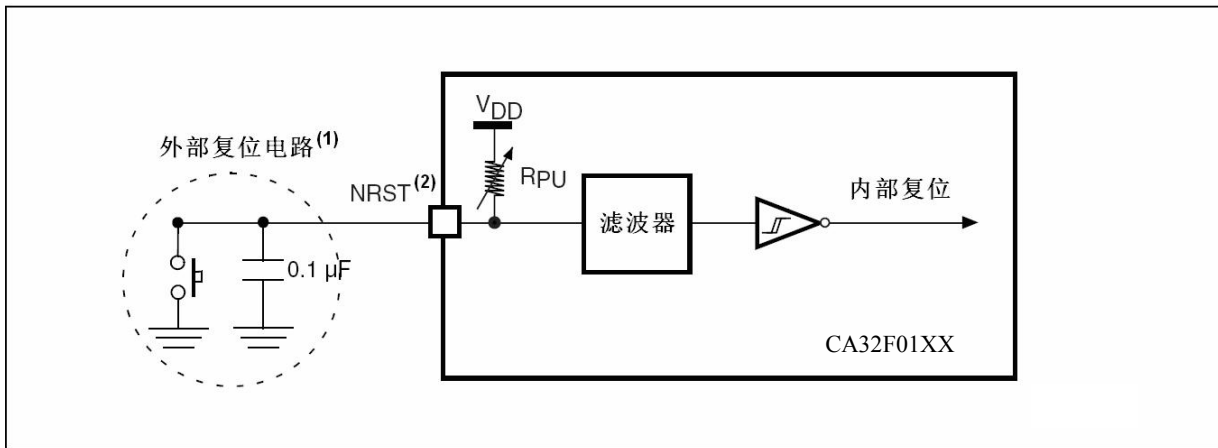 VDD
外部复位电路(1)
NRST(2)
RPU
滤波器
内部复位
0.1 µF
CA32F01XX